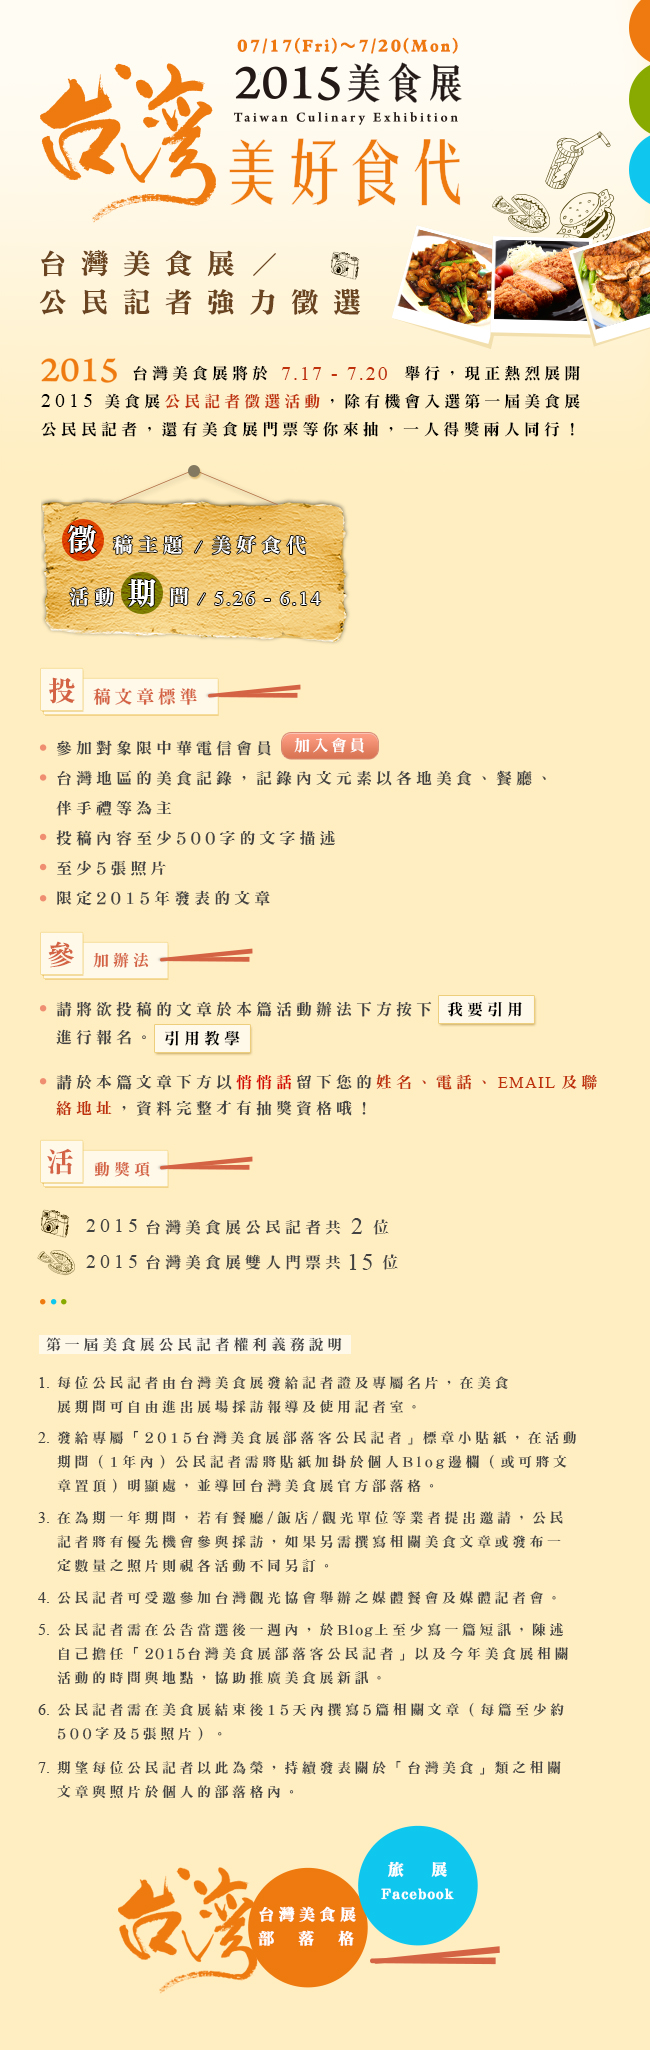 07/17(Fri)～7/20(Mon)
台灣
2015美食展
Taiwan Culinary Exhibition
美好食代
台灣美食展／
公民記者強力徵選
2015 台灣美食展將於 7.17 - 7.20 舉行，現正熱烈展開
2015 美食展公民記者徵選活動，除有機會入選第一屆美食展
公民民記者，還有美食展門票等你來抽，一人得獎兩人同行！
徵稿主題 / 美好食代
活動期間 / 5.26 - 6.14
投稿文章標準
參加對象限中華電信會員 加入會員
台灣地區的美食記錄，記錄內文元素以各地美食、餐廳、
伴手禮等為主
投稿內容至少500字的文字描述
至少5張照片
限定2015年發表的文章
參加辦法
請將欲投稿的文章於本篇活動辦法下方按下 我要引用
進行報名。 引用教學
請於本篇文章下方以悄悄話留下您的姓名、電話、EMAIL 及聯
絡地址，資料完整才有抽獎資格哦！
活動獎項
2015 台灣美食展公民記者共 2 位
2015 台灣美食展雙人門票共 15 位
第一屆美食展公民記者權利義務說明
1. 每位公民記者由台灣美食展發給記者證及專屬名片，在美食
展期間可自由進出展場採訪報導及使用記者室。
2. 發給專屬「2015台灣美食展部落客公民記者」標章小貼紙，在活動
期間（1年內）公民記者需將貼紙加掛於個人Blog邊欄（或可將文
章置頂）明顯處，並導回台灣美食展官方部落格。
3. 在為期一年期間，若有餐廳/飯店/觀光單位等業者提出邀請，公民
記者將有優先機會參與採訪，如果另需撰寫相關美食文章或發布一
定數量之照片則視各活動不同另訂。
4. 公民記者可受邀參加台灣觀光協會舉辦之媒體餐會及媒體記者會。
5. 公民記者需在公告當選後一週內，於Blog上至少寫一篇短訊，陳述
自己擔任「2015台灣美食展部落客公民記者」以及今年美食展相關
活動的時間與地點，協助推廣美食展新訊。
6. 公民記者需在美食展結束後15天內撰寫5篇相關文章（每篇至少約
500字及5張照片）。
7. 期望每位公民記者以此為榮，持續發表關於「台灣美食」類之相關
文章與照片於個人的部落格內。
台灣
台灣美食展
部落格
旅展
Facebook